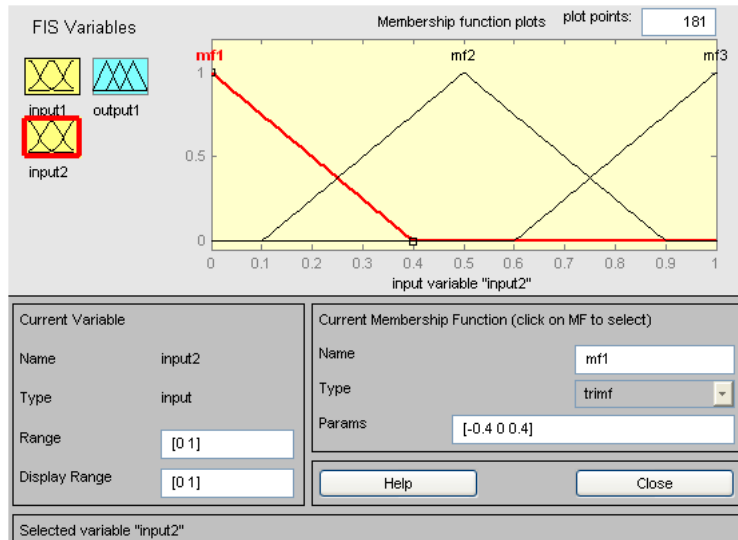 FIS Variables
Membership function plots
plot points:
181
input1
output1
input2
mf1
mf2
mf3
1
0.5
0
0 0.1 0.2 0.3 0.4 0.5 0.6 0.7 0.8 0.9 1
input variable "input2"
Current Variable
Name
input2
Type
input
Range
[0 1]
Display Range
[0 1]
Current Membership Function (click on MF to select)
Name
mf1
Type
trimf
Params
[-0.4 0 0.4]
Help
Close
Selected variable "input2"